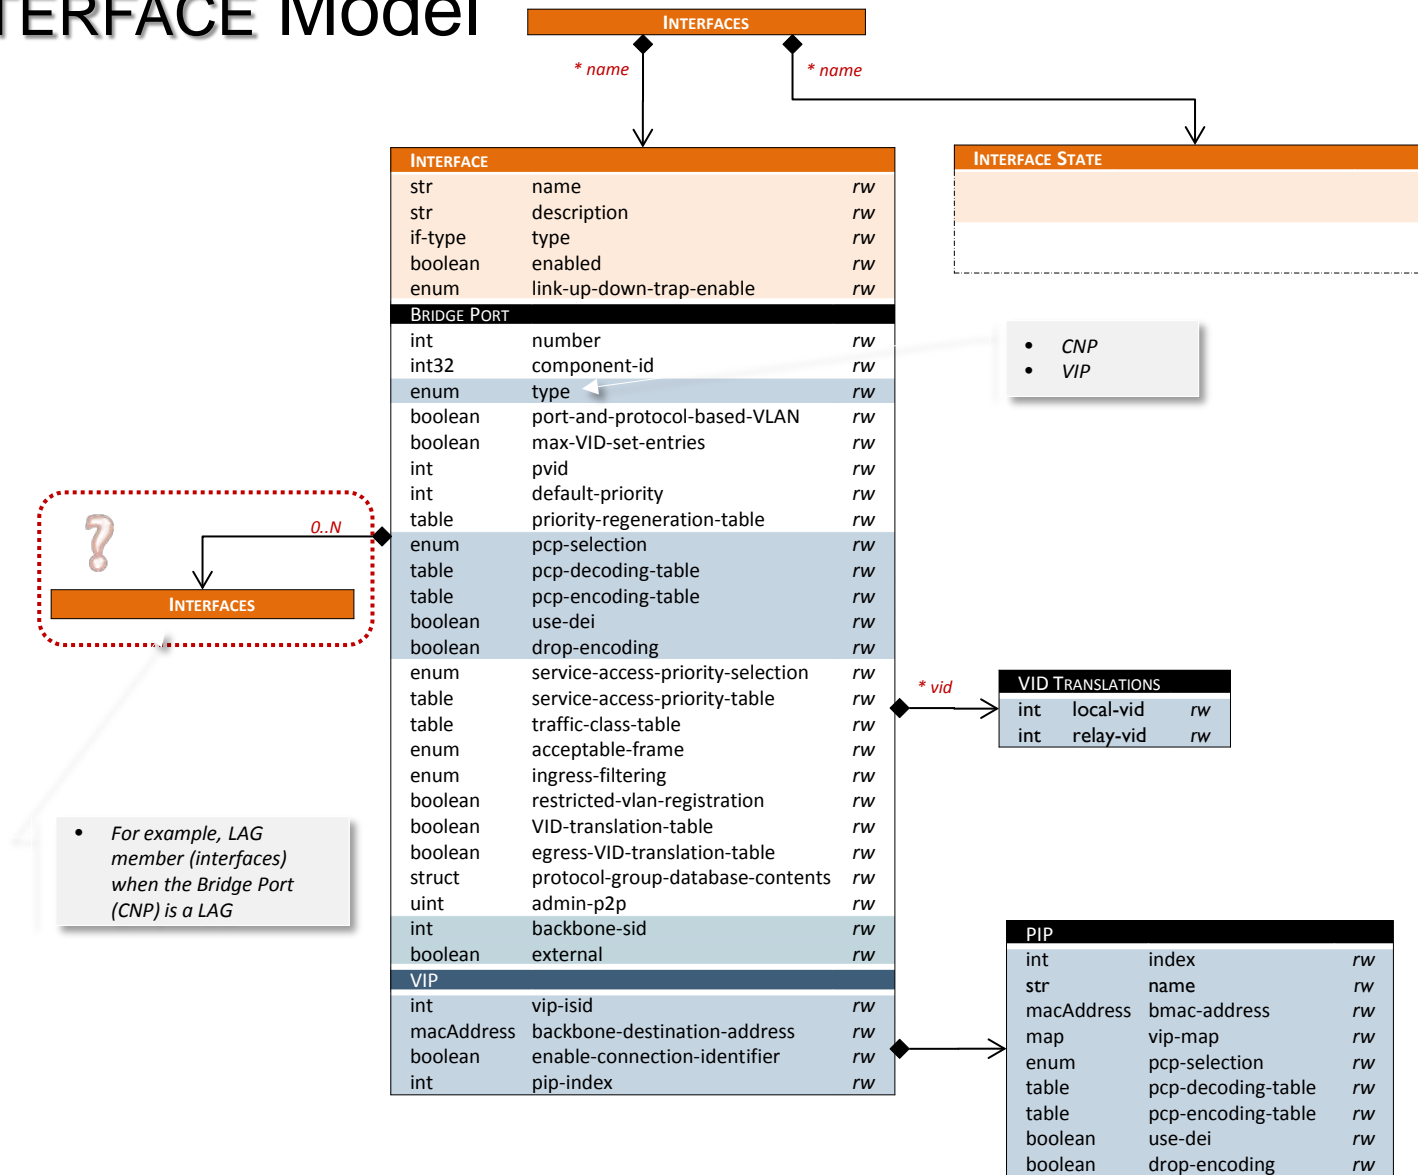 TERFACE Model
INTERFACES
* name
* name
INTERFACE
str name rw
str description rw
if-type type rw
boolean enabled rw
enum link-up-down-trap-enable rw
BRIDGE PORT
int number rw
int32 component-id rw
enum type rw
boolean port-and-protocol-based-VLAN rw
boolean max-VID-set-entries rw
int pvid rw
int default-priority rw
table priority-regeneration-table rw
enum pcp-selection rw
table pcp-decoding-table rw
table pcp-encoding-table rw
boolean use-dei rw
boolean drop-encoding rw
enum service-access-priority-selection rw
table service-access-priority-table rw
table traffic-class-table rw
enum acceptable-frame rw
enum ingress-filtering rw
boolean restricted-vlan-registration rw
boolean VID-translation-table rw
boolean egress-VID-translation-table rw
struct protocol-group-database-contents rw
uint admin-p2p rw
int backbone-sid rw
boolean external rw
VIP
int vip-isid rw
macAddress backbone-destination-address rw
boolean enable-connection-identifier rw
int pip-index rw
INTERFACE STATE
• CNP
• VIP
?
0..N
INTERFACES
• For example, LAG
member (interfaces)
when the Bridge Port
(CNP) is a LAG
* vid
VID TRANSLATIONS
int local-vid rw
int relay-vid rw
PIP
int index rw
str name rw
macAddress bmac-address rw
map vip-map rw
enum pcp-selection rw
table pcp-decoding-table rw
table pcp-encoding-table rw
boolean use-dei rw
boolean drop-encoding rw